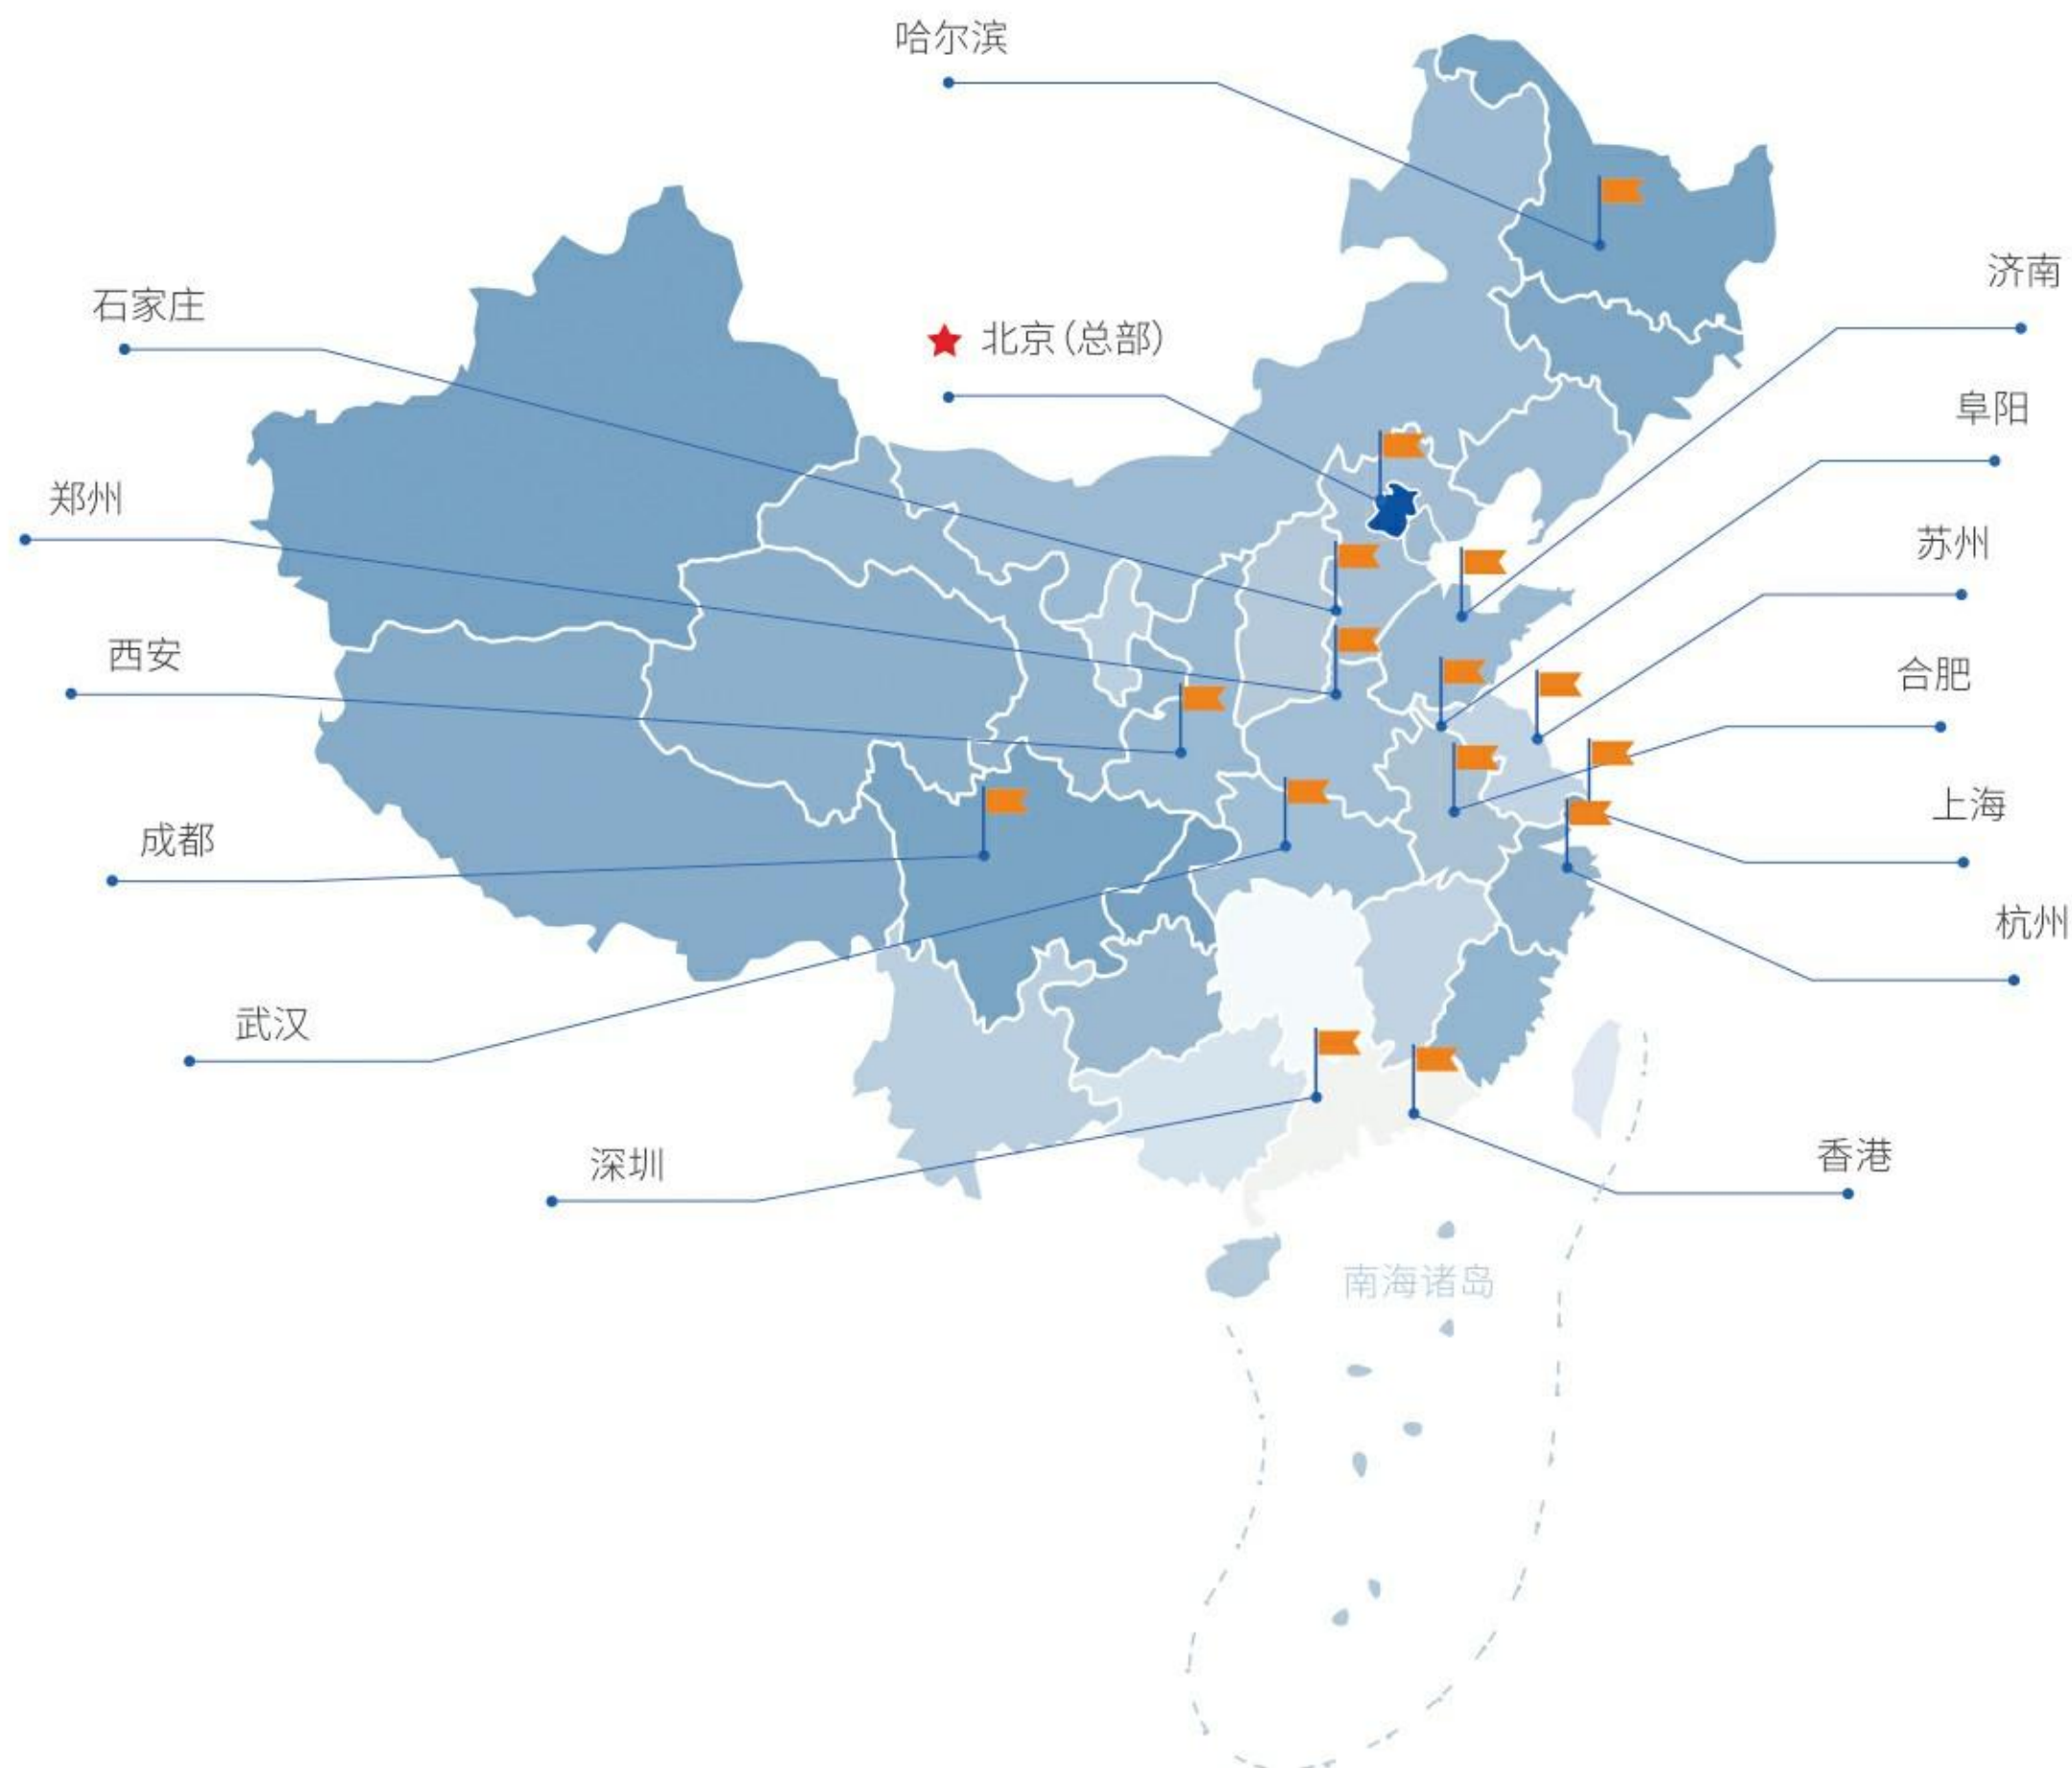 哈尔滨
济南
石家庄
北京（总部）
阜阳
郑州
苏州
西安
合肥
上海
成都
杭州
武汉
深圳
香港
南海诸岛